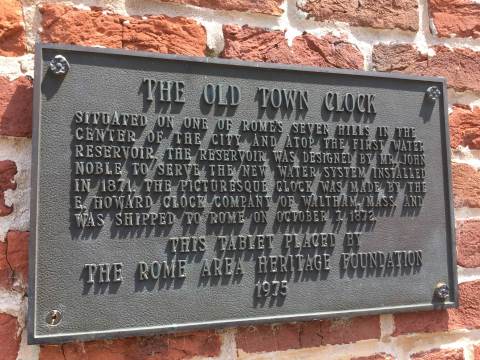 THE OLD TOWN CLOCK
SITUATED ON ONE OF ROME'S SEVEN HILLS IN THE
CENTER OF THE CITY AND ATOP THE FIRST WATER
RESERVOIR. THE RESERVOIR WAS DESIGNED BY MR. JOHN
NOBLE TO SERVE THE NEW WATER SYSTEM INSTALLED
IN 1871. THE PICTURESQUE CLOCK WAS MADE BY THE
E. HOWARD CLOCK COMPANY OF WALTHAM, MASS. AND
WAS SHIPPED TO ROME ON OCTOBER 7, 1872.
THIS TABLET PLACED BY
THE ROME AREA HERITAGE FOUNDATION
1975